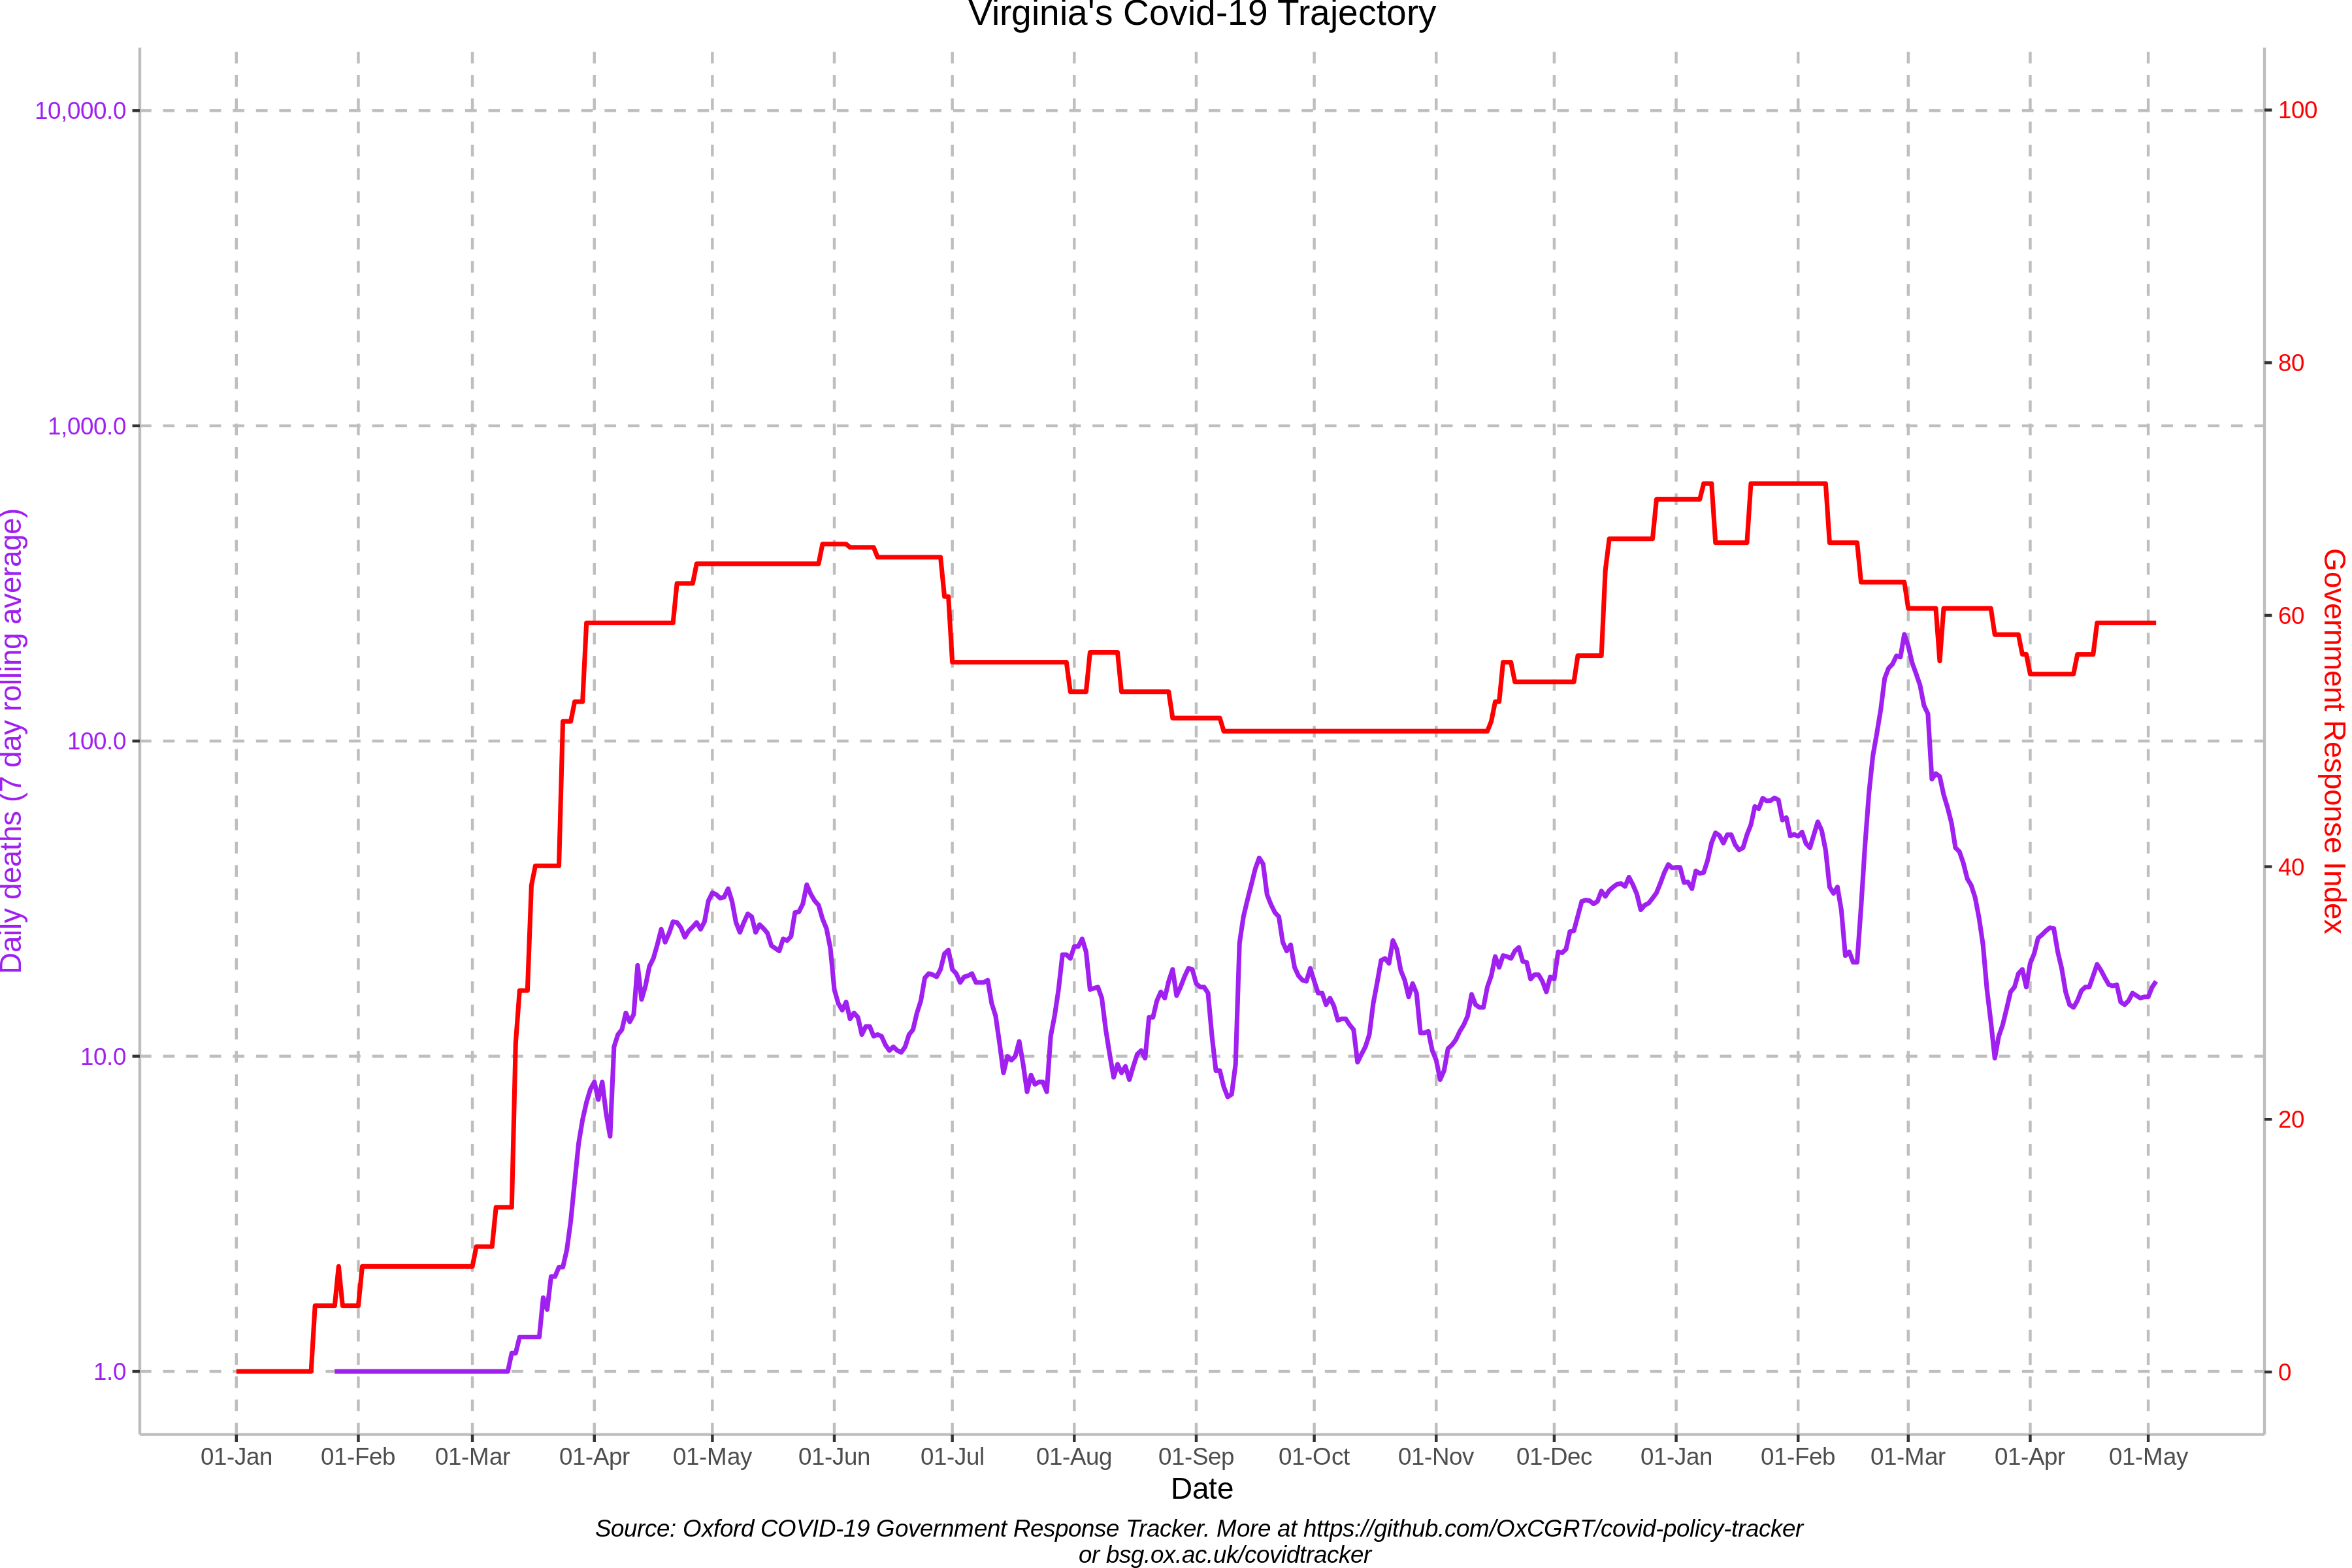 Virginia's Covid-19 Trajectory
10,000.0
1,000.0
100.0
10.0
1.0
Daily deaths (7 day rolling average)
100
80
60
40
20
0
Government Response Index
01-Jan 01-Feb 01-Mar 01-Apr 01-May 01-Jun 01-Jul 01-Aug 01-Sep 01-Oct 01-Nov 01-Dec 01-Jan 01-Feb 01-Mar 01-Apr 01-May
Date
Source: Oxford COVID-19 Government Response Tracker. More at https://github.com/OxCGRT/covid-policy-tracker
or bsg.ox.ac.uk/covidtracker